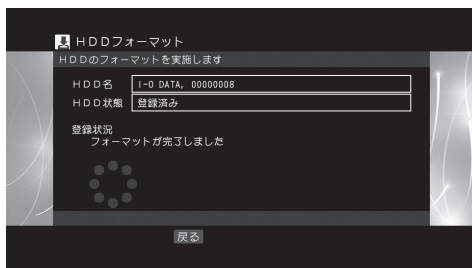 HDDフォーマット
HDDのフォーマットを実施します
HDD名 I-O DATA, 00000008
HDD状態 登録済み
登録状況
フォーマットが完了しました
戻る